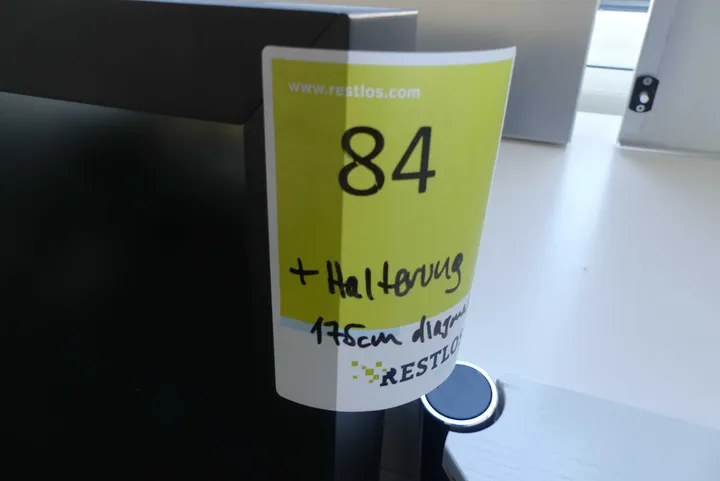 www.restlos.com
84
+ Halterung
175cm
RESTLOS